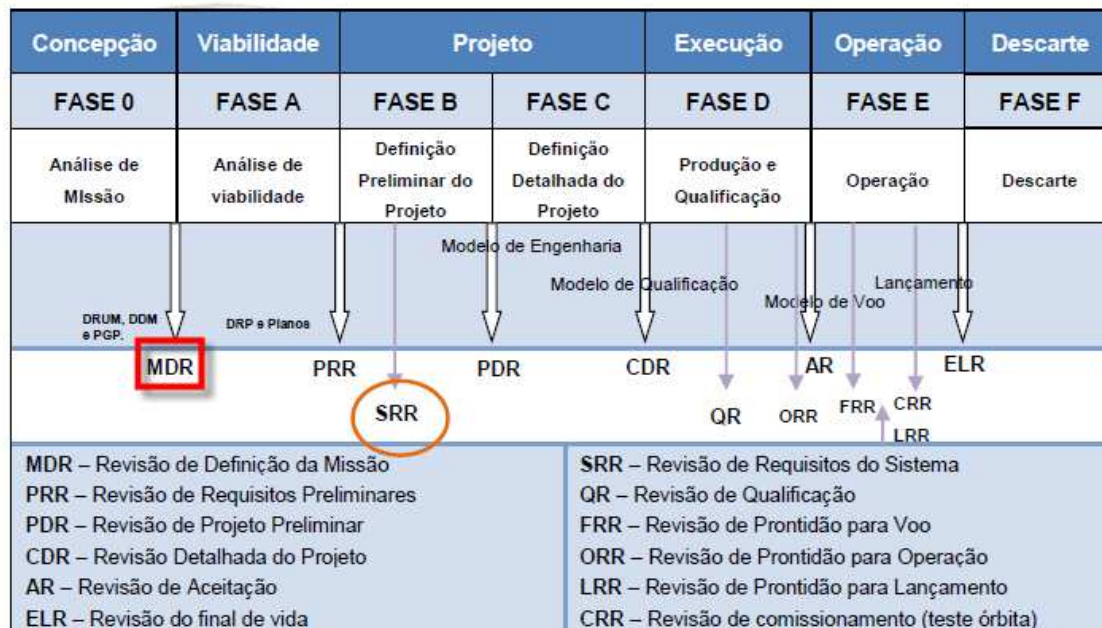 Concepção Viabilidade Projeto Execução Operação Descarte
FASE 0 FASE A FASE B FASE C FASE D FASE E FASE F
Análise de MIssão
Análise de viabilidade
Definição Preliminar do Projeto
Definição Detalhada do Projeto
Produção e Qualificação
Operação
Descarte
Modelo de Engenharia
Modelo de Qualificação
Modelo de Voo
Lançamento
DRUM, DDM
e PGP.
DRP e Planos
MDR PRR PDR CDR AR ELR
SRR QR ORR FRR CRR
LRR
MDR – Revisão de Definição da Missão
PRR – Revisão de Requisitos Preliminares
PDR – Revisão de Projeto Preliminar
CDR – Revisão Detalhada do Projeto
AR – Revisão de Aceitação
ELR – Revisão do final de vida
SRR – Revisão de Requisitos do Sistema
QR – Revisão de Qualificação
FRR – Revisão de Prontidão para Voo
ORR – Revisão de Prontidão para Operação
LRR – Revisão de Prontidão para Lançamento
CRR – Revisão de comissionamento (teste órbita)